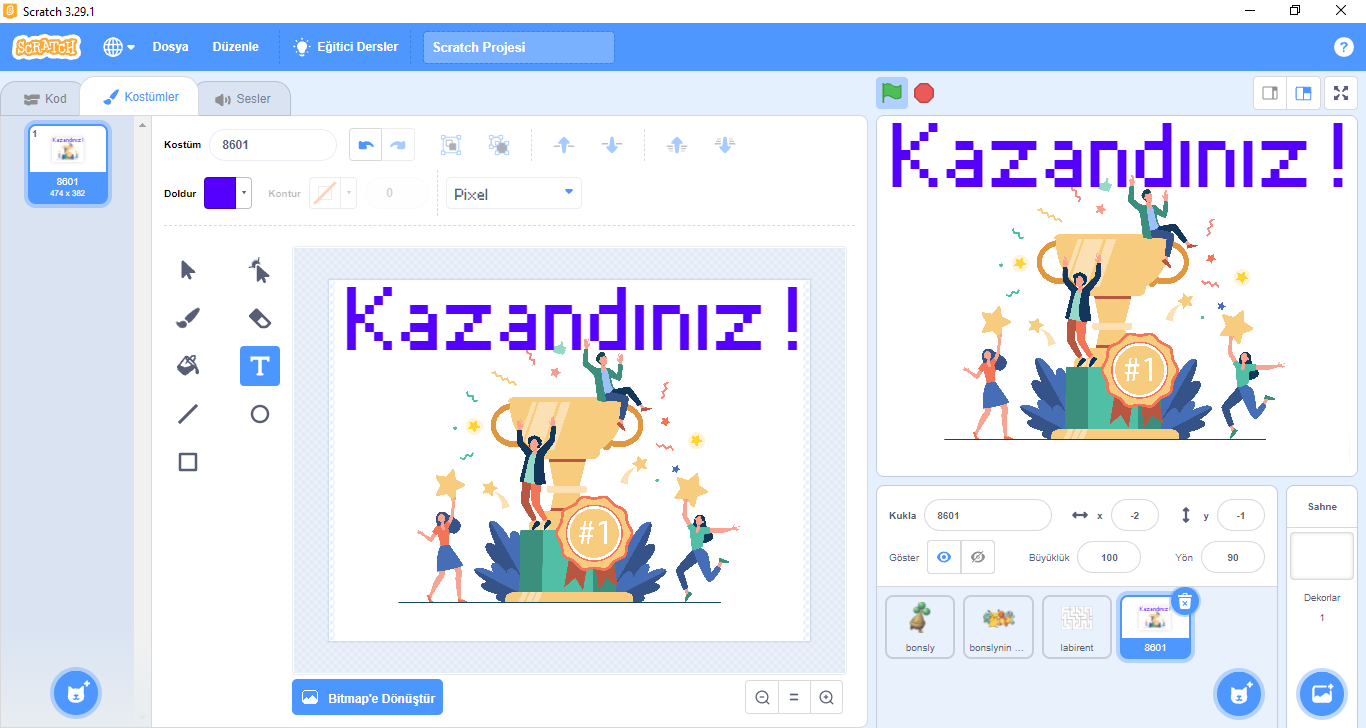 Scratch 3.29.1
SCRATCH
Dosya
Düzenle
Eğitici Dersler
Scratch Projesi
?
Kod
Kostümler
Sesler
1
Kazandınız !
8601
474 x 382
Kostüm
8601
Doldur
Kontur
0
Pixel
T
Kazandınız !
#1
Bitmap'e Dönüştür
=
Kazandınız !
#1
Kukla
8601
x
-2
y
-1
Göster
Büyüklük
100
Yön
90
bonsly
bonslynin ...
labirent
Kazandınız !
8601
Sahne
Dekorlar
1